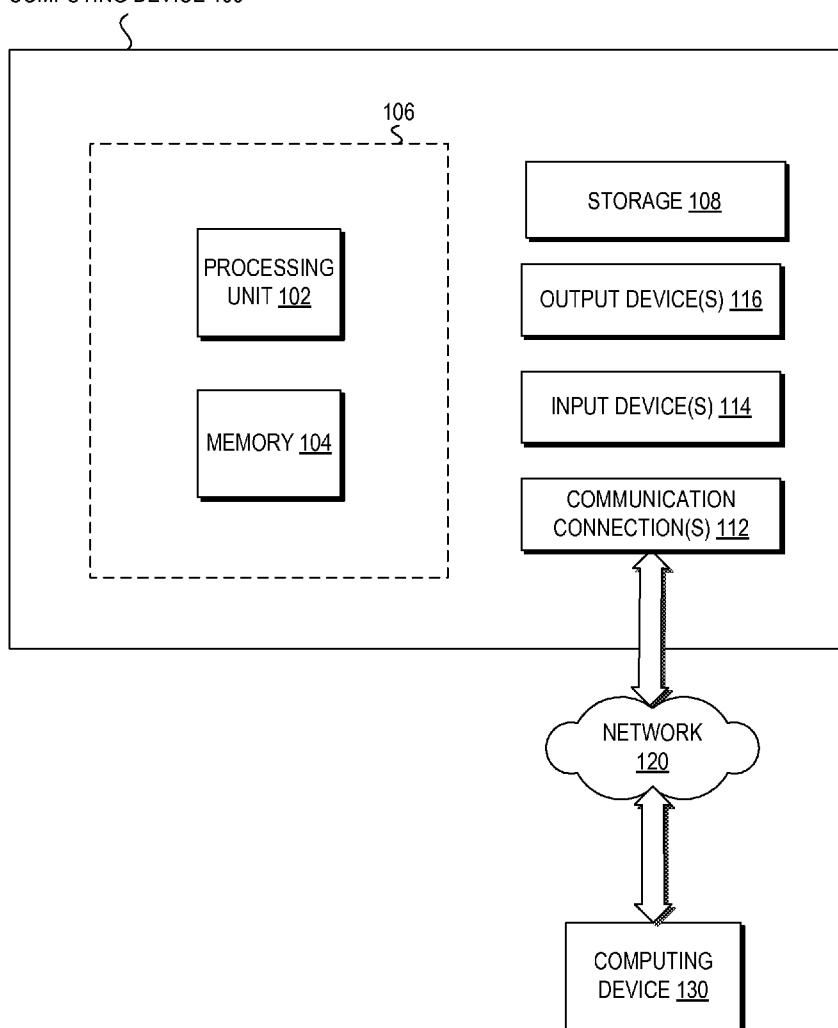 106
STORAGE 108
PROCESSING
UNIT 102
OUTPUT DEVICE(S) 116
MEMORY 104
INPUT DEVICE(S) 114
COMMUNICATION
CONNECTION(S) 112
NETWORK
120
COMPUTING
DEVICE 130